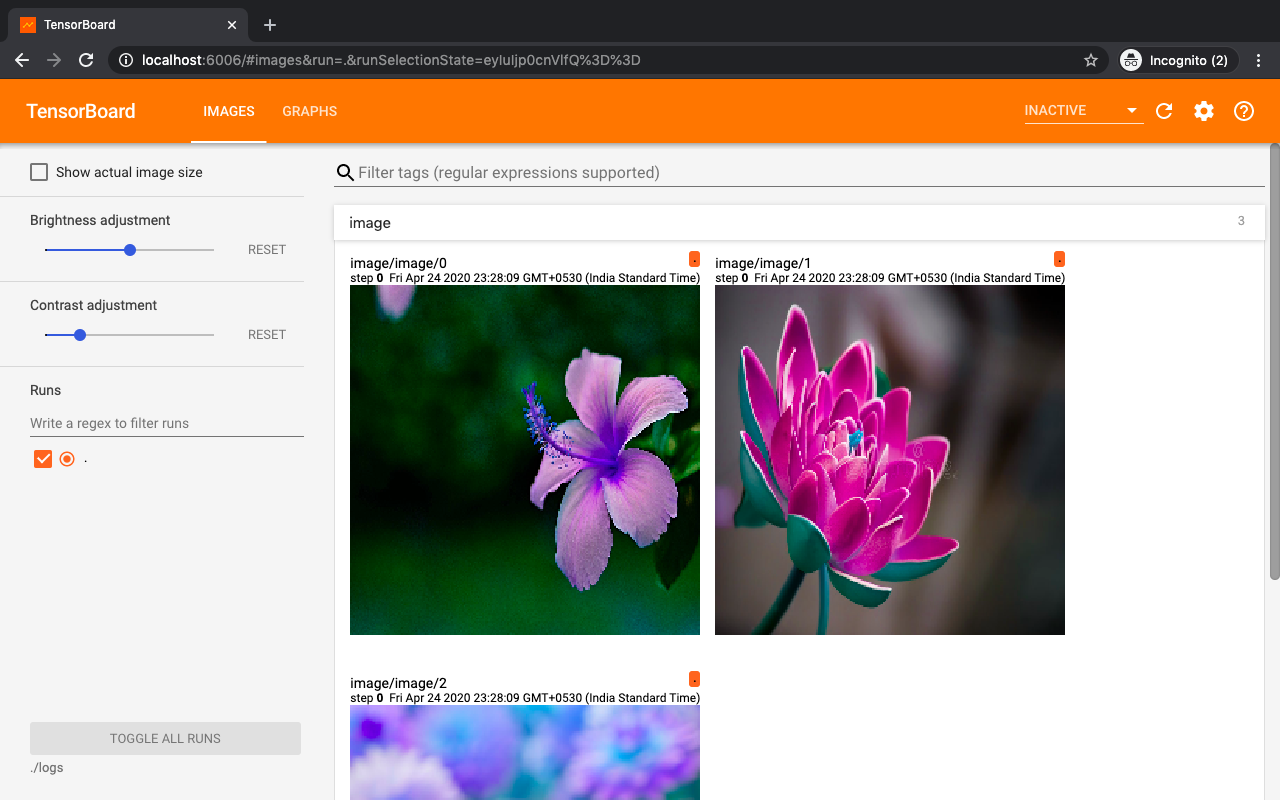 TensorBoard
localhost:6006/#images&run=.&runSelectionState=eyIuIjp0cnVlfQ%3D%3D
Incognito (2)
TensorBoard
IMAGES
GRAPHS
INACTIVE
Show actual image size
Filter tags (regular expressions supported)
Brightness adjustment
RESET
Contrast adjustment
RESET
Runs
Write a regex to filter runs
.
TOGGLE ALL RUNS
./logs
image
3
image/image/0
.
step 0 Fri Apr 24 2020 23:28:09 GMT+0530 (India Standard Time)
image/image/1
.
step 0 Fri Apr 24 2020 23:28:09 GMT+0530 (India Standard Time)
image/image/2
.
step 0 Fri Apr 24 2020 23:28:09 GMT+0530 (India Standard Time)